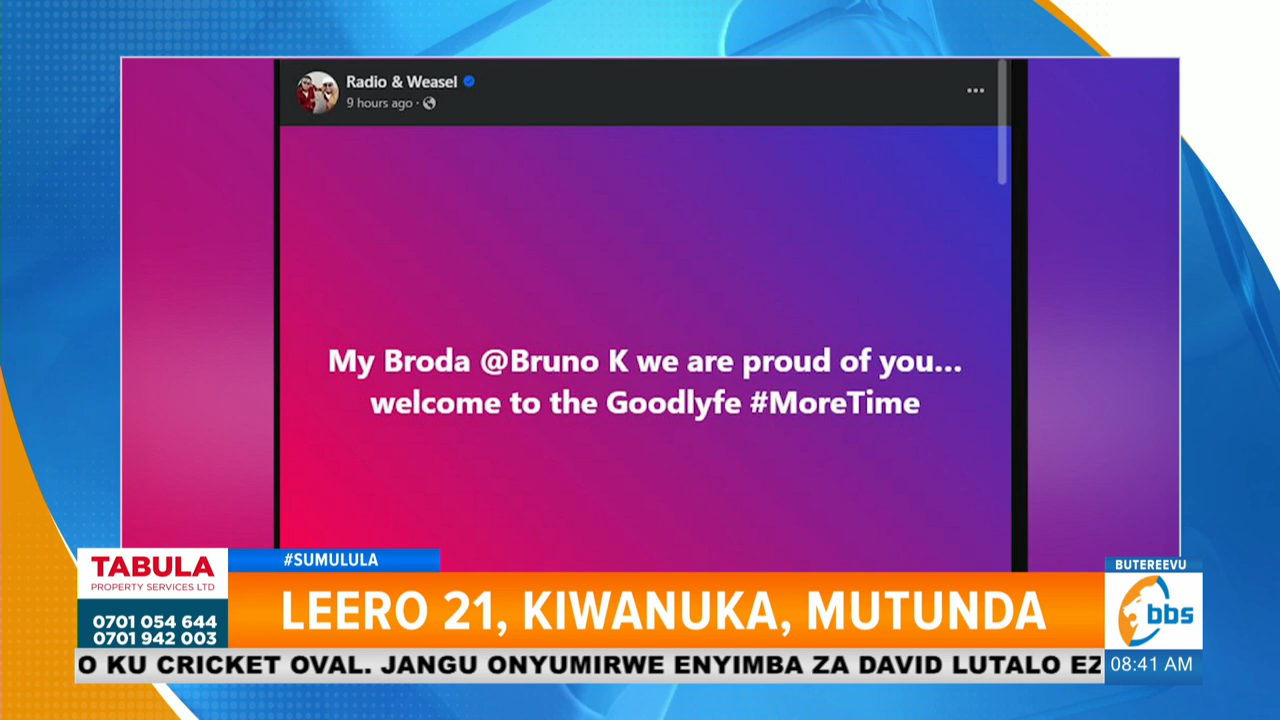 Radio & Weasel
9 hours ago ·
My Broda @Bruno K we are proud of you...
welcome to the Goodlyfe #MoreTime
TABULA
PROPERTY SERVICES LTD
0701 054 644
0701 942 003
#SUMULULA
LEERO 21, KIWANUKA, MUTUNDA
BUTEREEVU
bbs
08:41 AM
O KU CRICKET OVAL. JANGU ONYUMIRWE ENYIMBA ZA DAVID LUTALO EZ